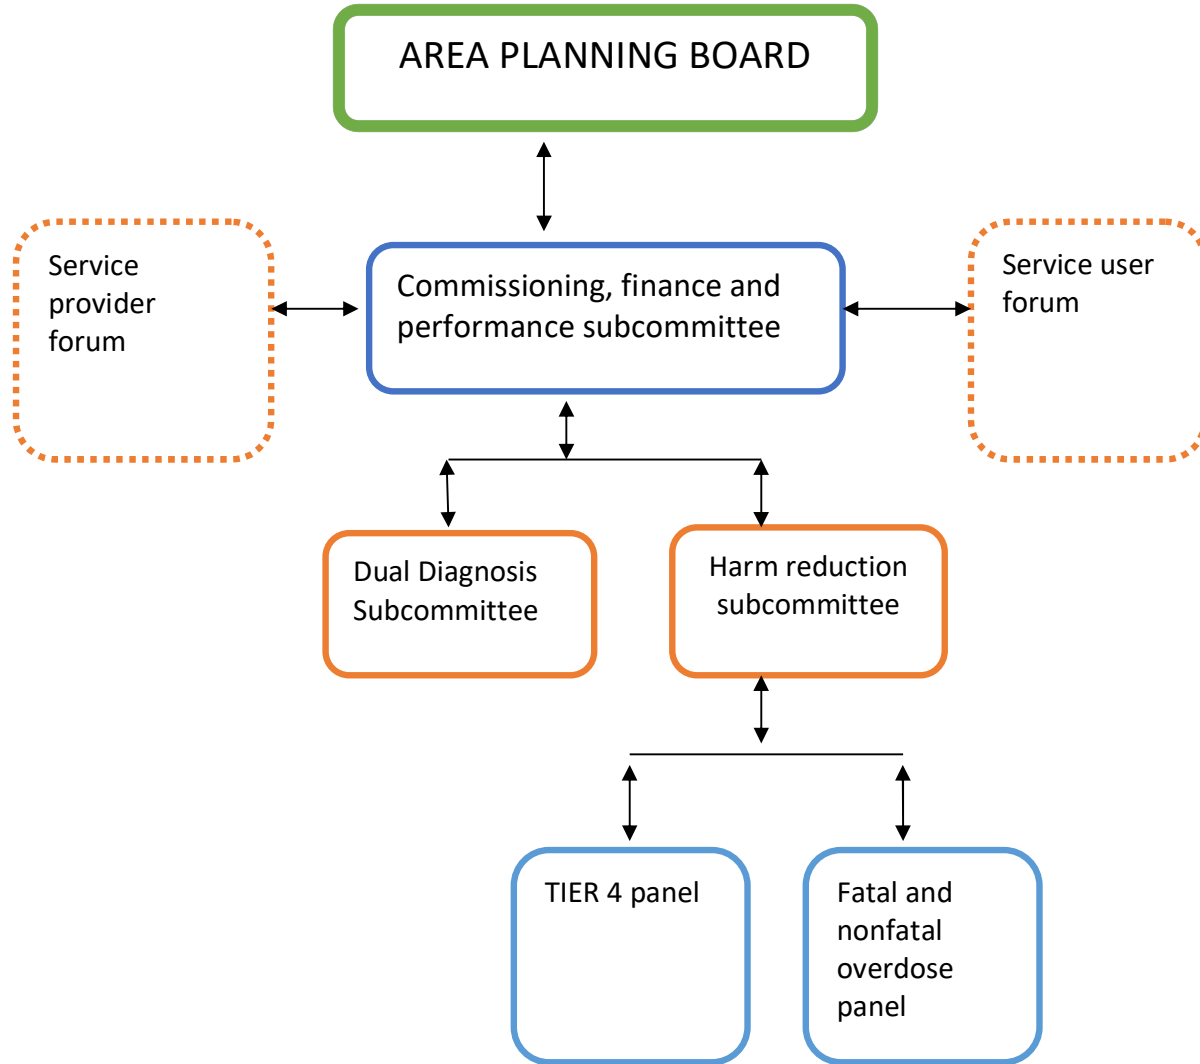 AREA PLANNING BOARD
Service
provider
forum
Commissioning, finance and
performance subcommittee
Service user
forum
Dual Diagnosis
Subcommittee
Harm reduction
subcommittee
TIER 4 panel
Fatal and
nonfatal
overdose
panel